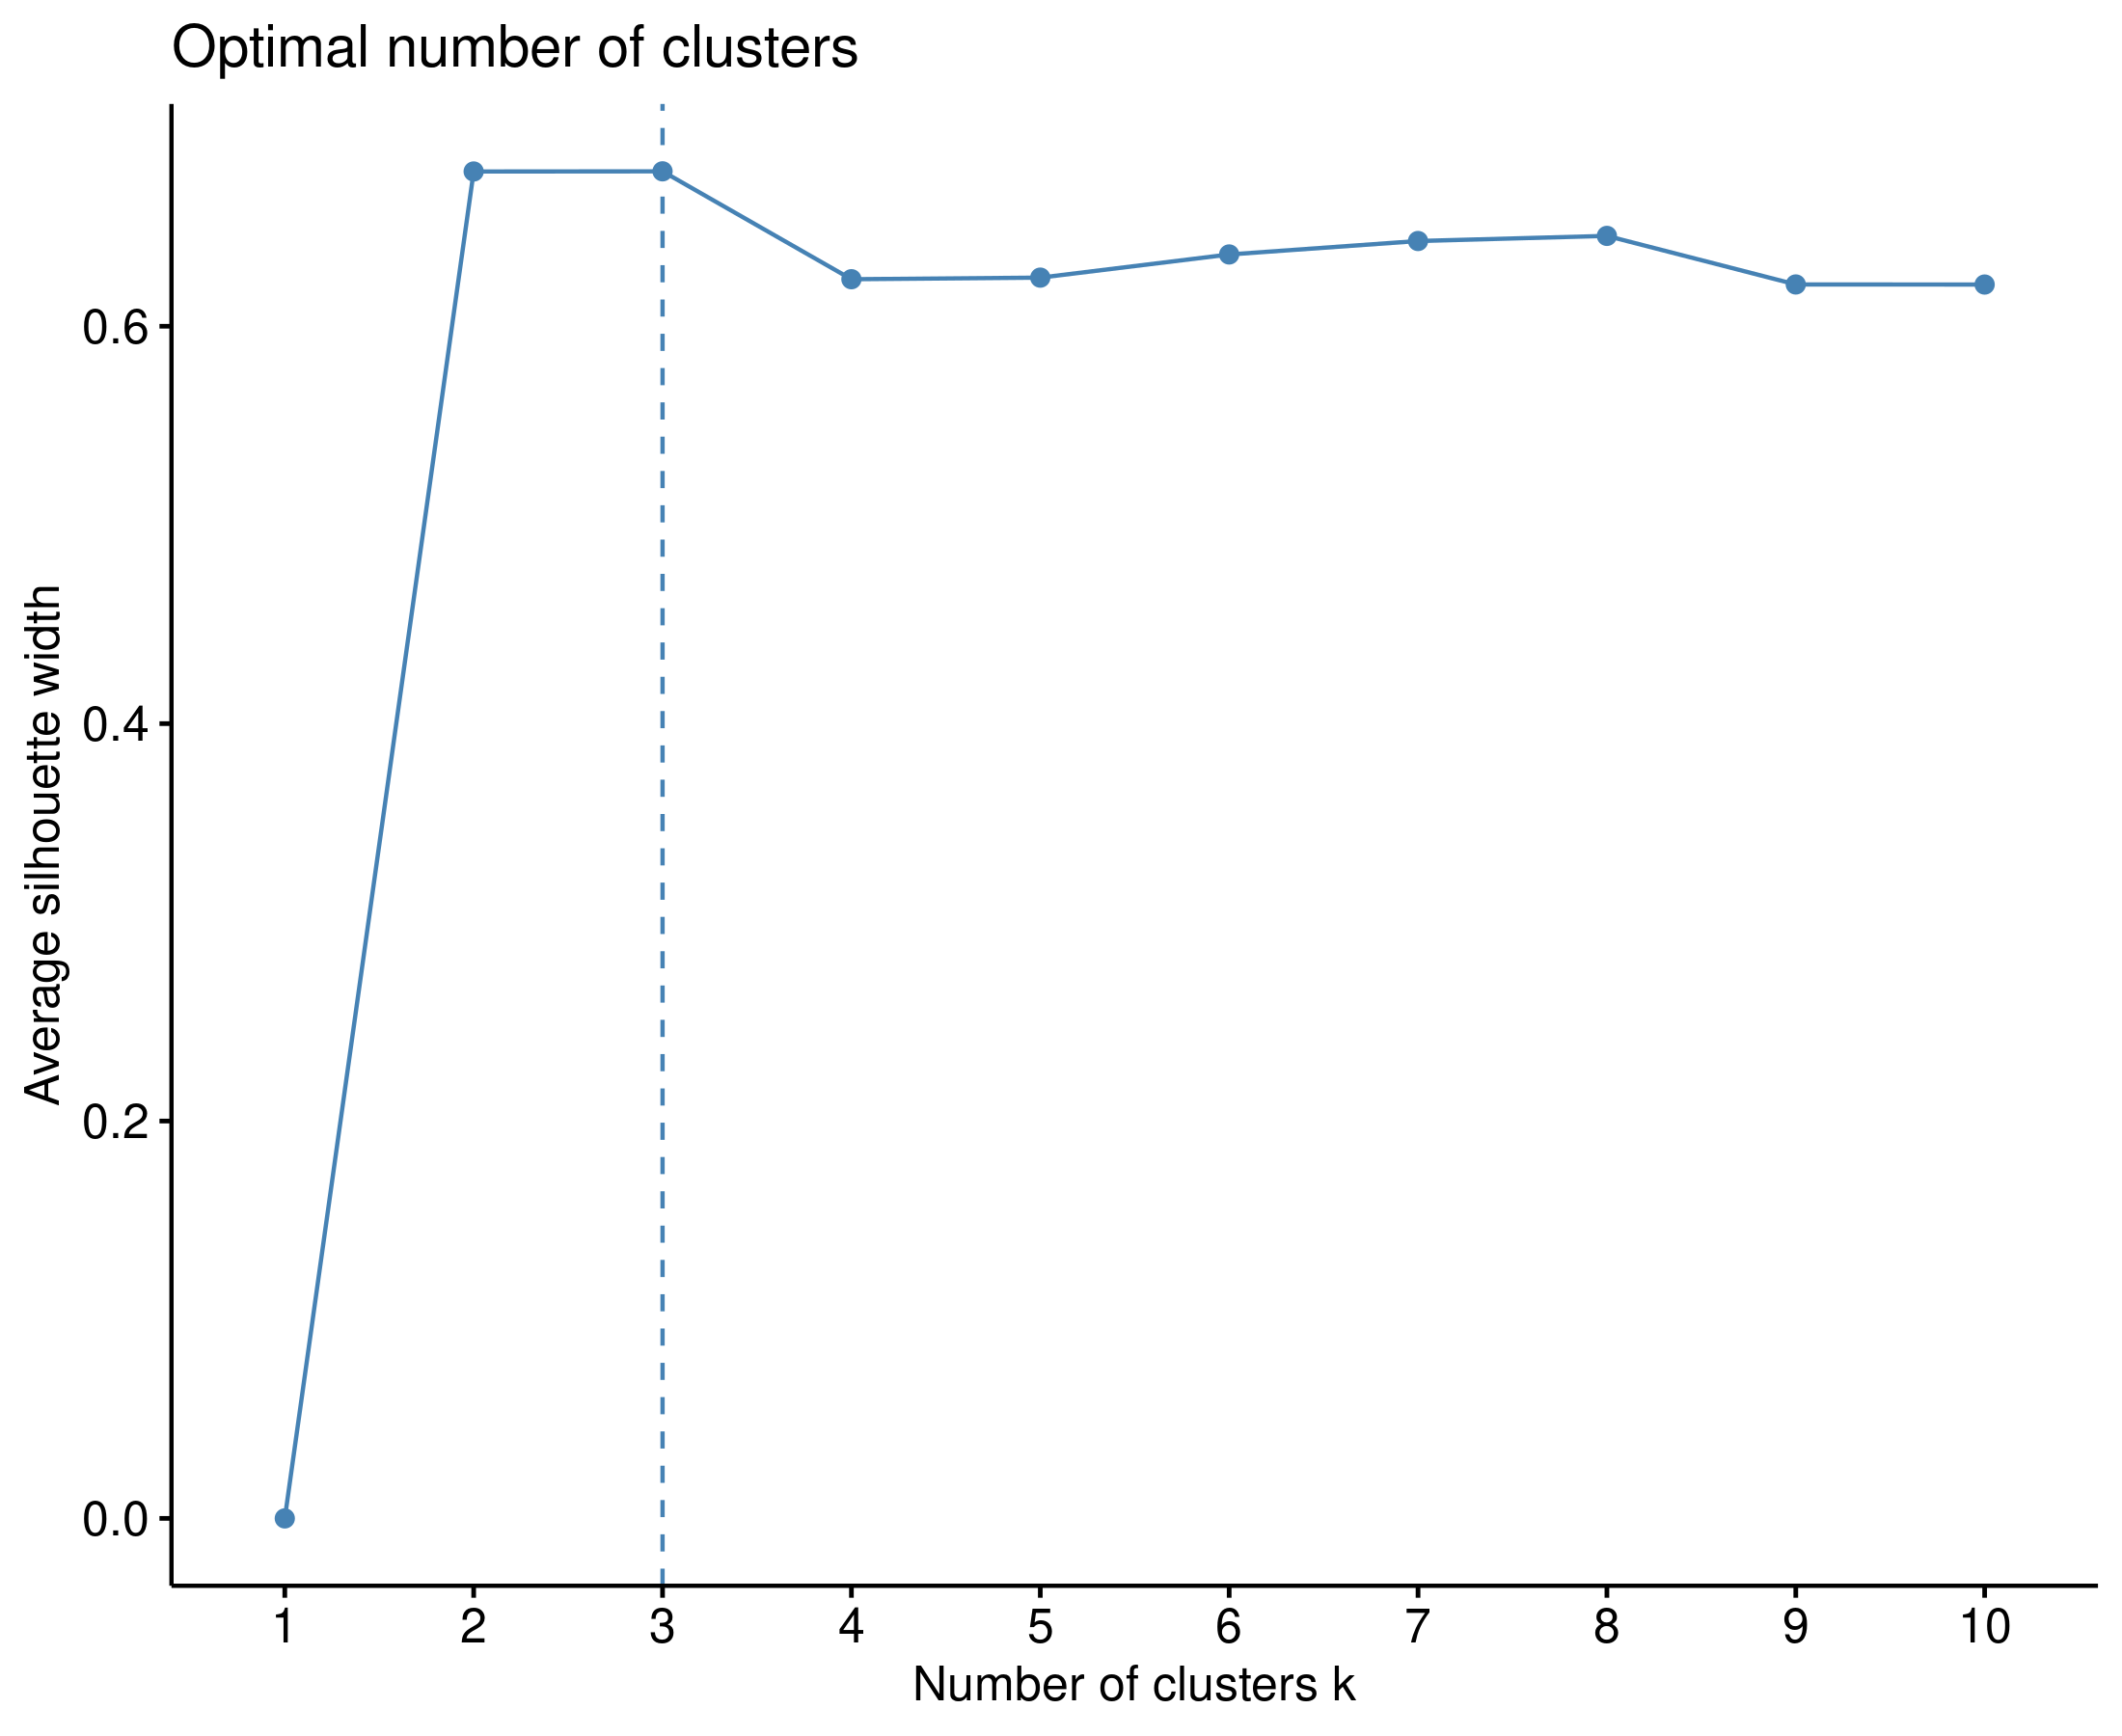 Optimal number of clusters
Average silhouette width
0.6
0.4
0.2
0.0
1 2 3 4 5 6 7 8 9 10
Number of clusters k